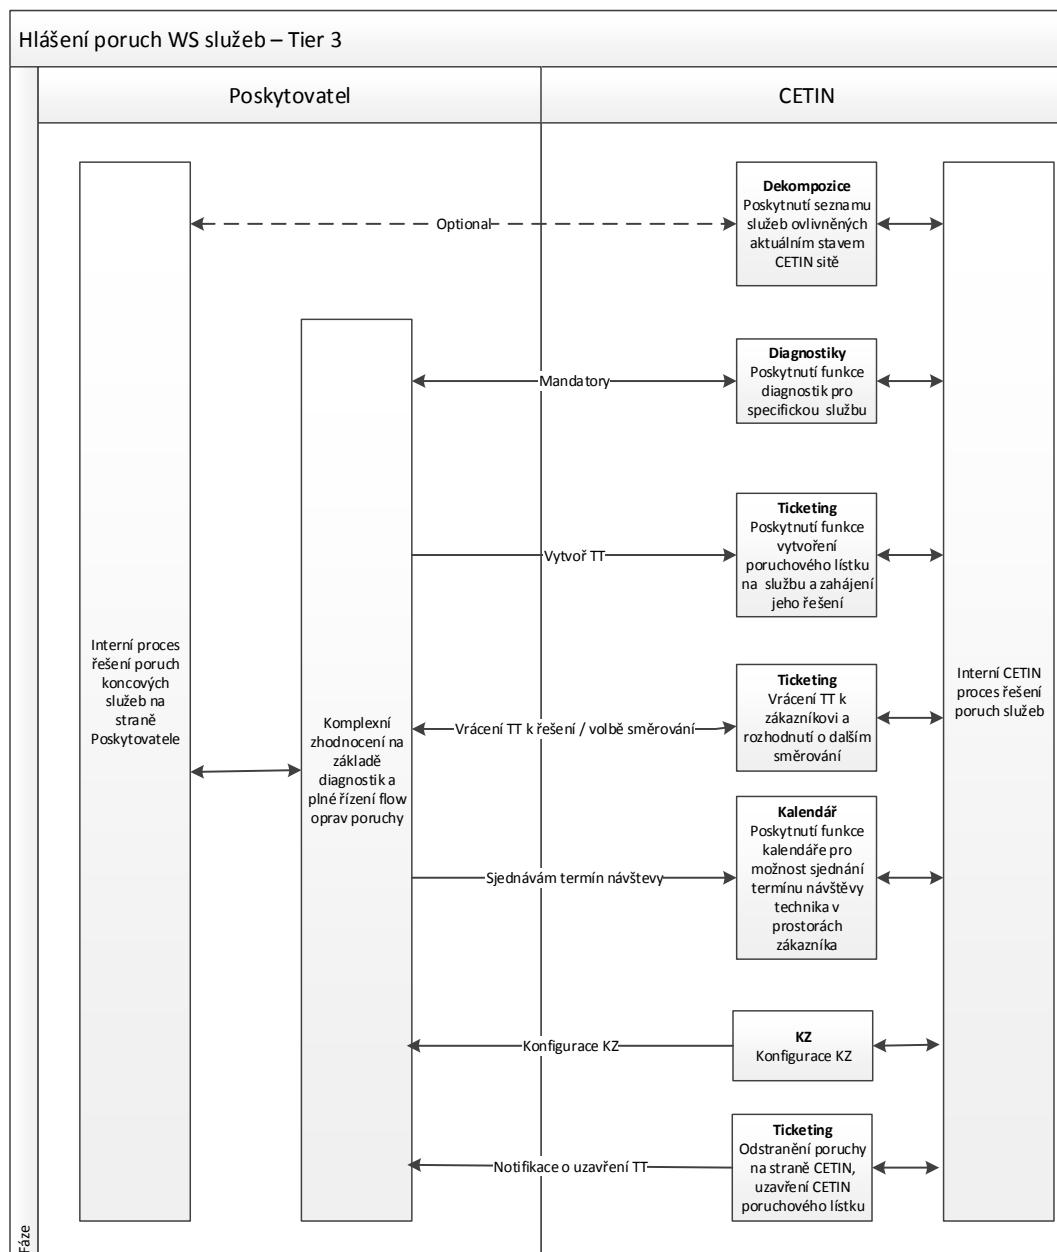 Hlášení poruch WS služeb – Tier 3
Poskytovatel
CETIN
Dekompozice
Poskytnutí seznamu
služeb ovlivněných
aktuálním stavem
CETIN sítě
Optional
Diagnostiky
Poskytnutí funkce
diagnostik pro
specifickou službu
Mandatory
Ticketing
Poskytnutí funkce
vytvoření
poruchového lístku
na službu a zahájení
jeho řešení
Vytvoř TT
Interní proces
řešení poruch
koncových
služeb na
straně
Poskytovatele
Komplexní
zhodnocení na
základě
diagnostik a
plné řízení flow
oprav poruchy
Vrácení TT k řešení / volbě směrování
Ticketing
Vrácení TT k
zákazníkovi a
rozhodnutí o dalším
směrování
Interní CETIN
proces řešení
poruch služeb
Sjednávám termín návštevy
Kalendář
Poskytnutí funkce
kalendáře pro
možnost sjednání
termínu návštěvy
technika v
prostorách
zákazníka
Konfigurace KZ
KZ
Konfigurace KZ
Notifikace o uzavření TT
Ticketing
Odstranění poruchy
na straně CETIN,
uzavření CETIN
poruchového lístku
Fáze